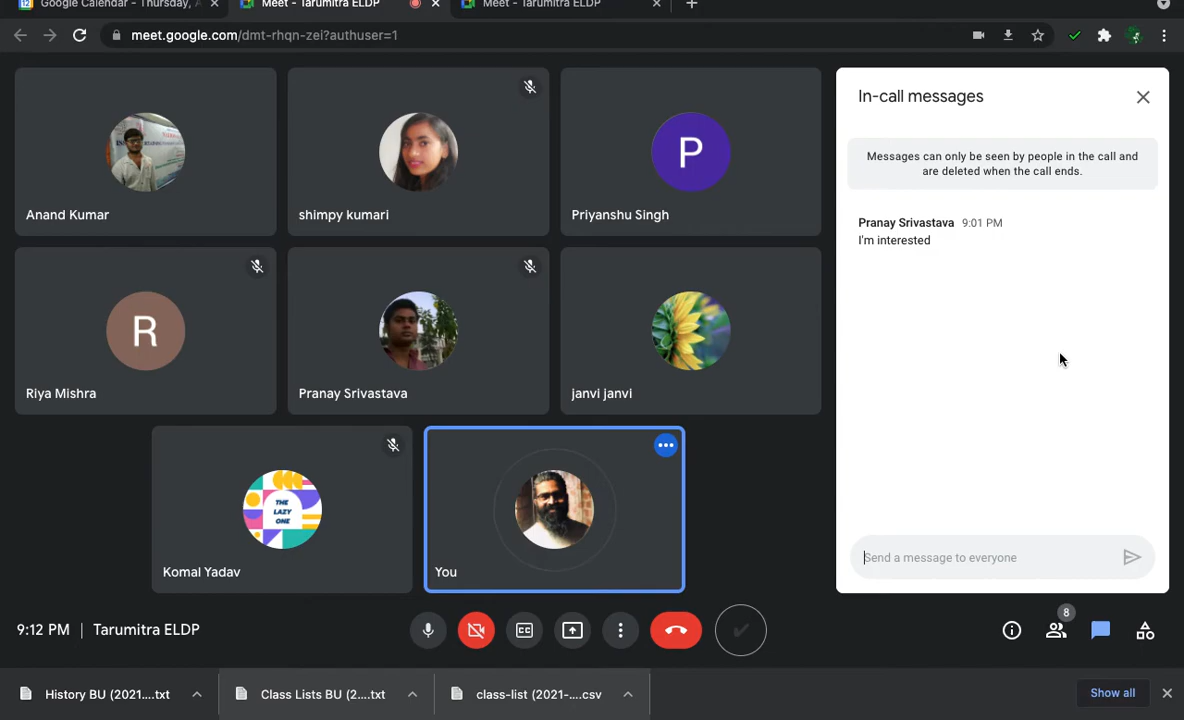 Google Calendar - Thursday, A
Meet - Tarumitra ELDP
Meet - Tarumitra ELDP
meet.google.com/dmt-rhqn-zei?authuser=1
Anand Kumar
shimpy kumari
P
Priyanshu Singh
R
Riya Mishra
Pranay Srivastava
janvi janvi
THE
LAZY
ONE
Komal Yadav
You
In-call messages
Messages can only be seen by people in the call and
are deleted when the call ends.
Pranay Srivastava 9:01 PM
I'm interested
Send a message to everyone
9:12 PM | Tarumitra ELDP
CC
8
History BU (2021....txt
Class Lists BU (2....txt
class-list (2021-....csv
Show all